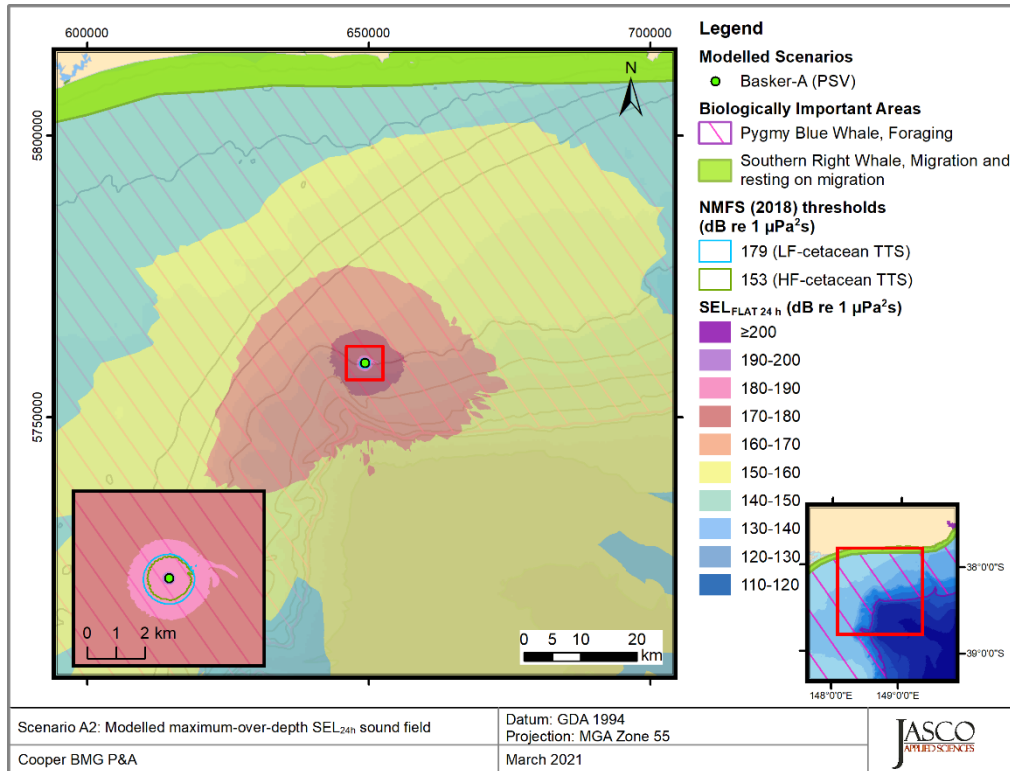 600000
650000
700000
5800000
5750000
N
0 1 2 km
0 5 10 20
km
Legend
Modelled Scenarios
Basker-A (PSV)
Biologically Important Areas
Pygmy Blue Whale, Foraging
Southern Right Whale, Migration and
resting on migration
NMFS (2018) thresholds
(dB re 1 µPa²s)
179 (LF-cetacean TTS)
153 (HF-cetacean TTS)
SEL_FLAT 24 h (dB re 1 µPa²s)
≥200
190-200
180-190
170-180
160-170
150-160
140-150
130-140
120-130
110-120
38°0'0"S
39°0'0"S
148°0'0"E
149°0'0"E
Scenario A2: Modelled maximum-over-depth SEL24h sound field
Datum: GDA 1994
Projection: MGA Zone 55
Cooper BMG P&A
March 2021
JASCO
APPLIED SCIENCES